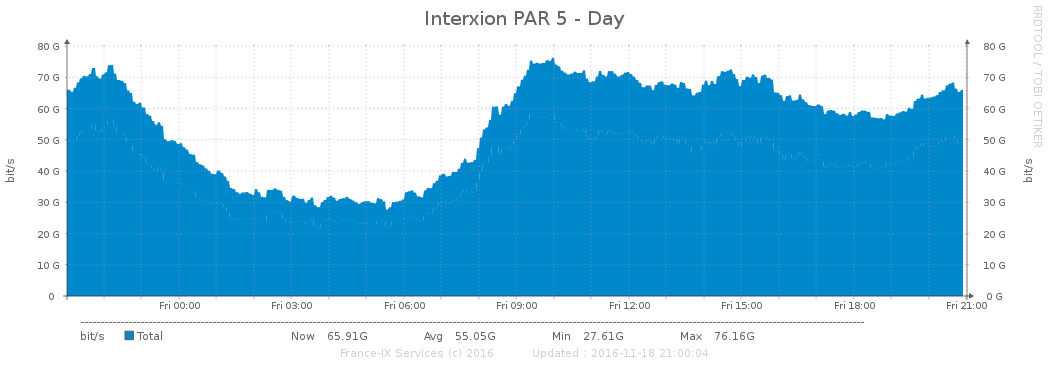 Interxion PAR 5 - Day
RRDTOOL / TOBI OETIKER
80 G 80 G
70 G 70 G
60 G 60 G
50 G 50 G
40 G 40 G
30 G 30 G
20 G 20 G
10 G 10 G
0 0 G
bit/s
bit/s
Fri 00:00 Fri 03:00 Fri 06:00 Fri 09:00 Fri 12:00 Fri 15:00 Fri 18:00 Fri 21:00
bit/s Total Now 65.91G Avg 55.05G Min 27.61G Max 76.16G
France-IX Services (c) 2016 Updated : 2016-11-18 21:00:04